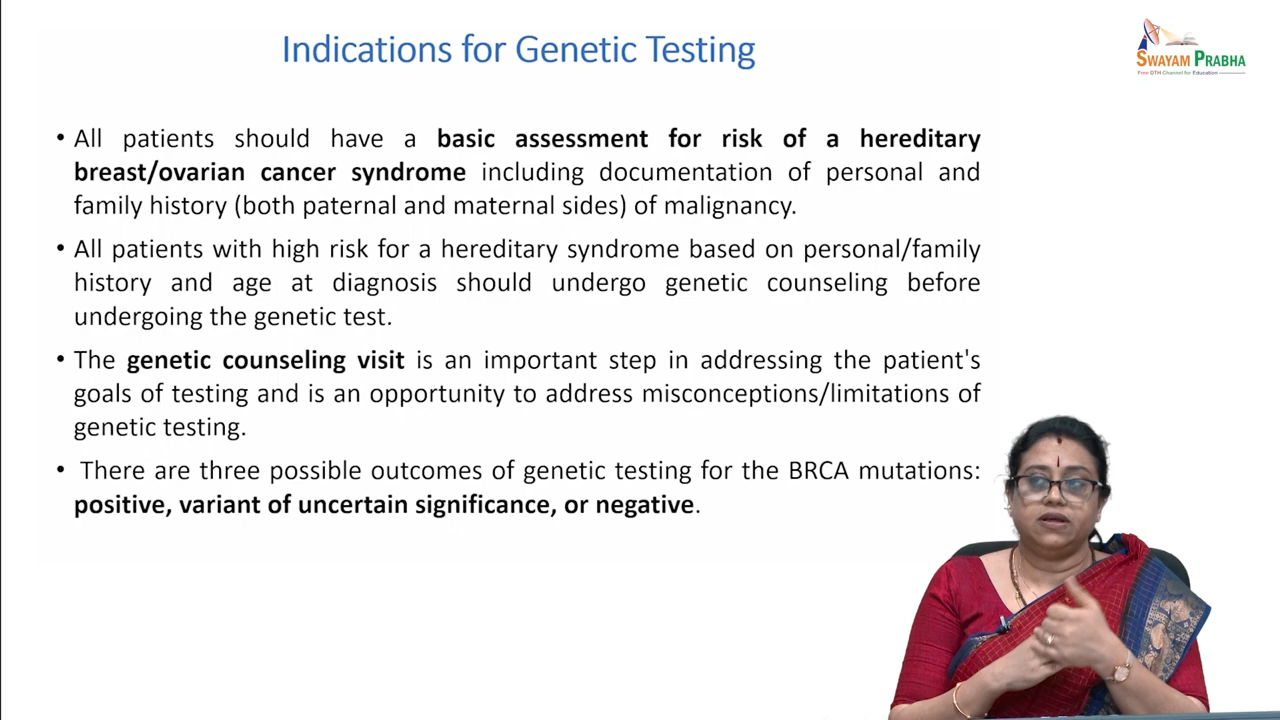 Indications for Genetic Testing
SWAYAM PRABHA
Free DTH Channel for Education
• All patients should have a basic assessment for risk of a hereditary
breast/ovarian cancer syndrome including documentation of personal and
family history (both paternal and maternal sides) of malignancy.
• All patients with high risk for a hereditary syndrome based on personal/family
history and age at diagnosis should undergo genetic counseling before
undergoing the genetic test.
• The genetic counseling visit is an important step in addressing the patient's
goals of testing and is an opportunity to address misconceptions/limitations of
genetic testing.
• There are three possible outcomes of genetic testing for the BRCA mutations:
positive, variant of uncertain significance, or negative.